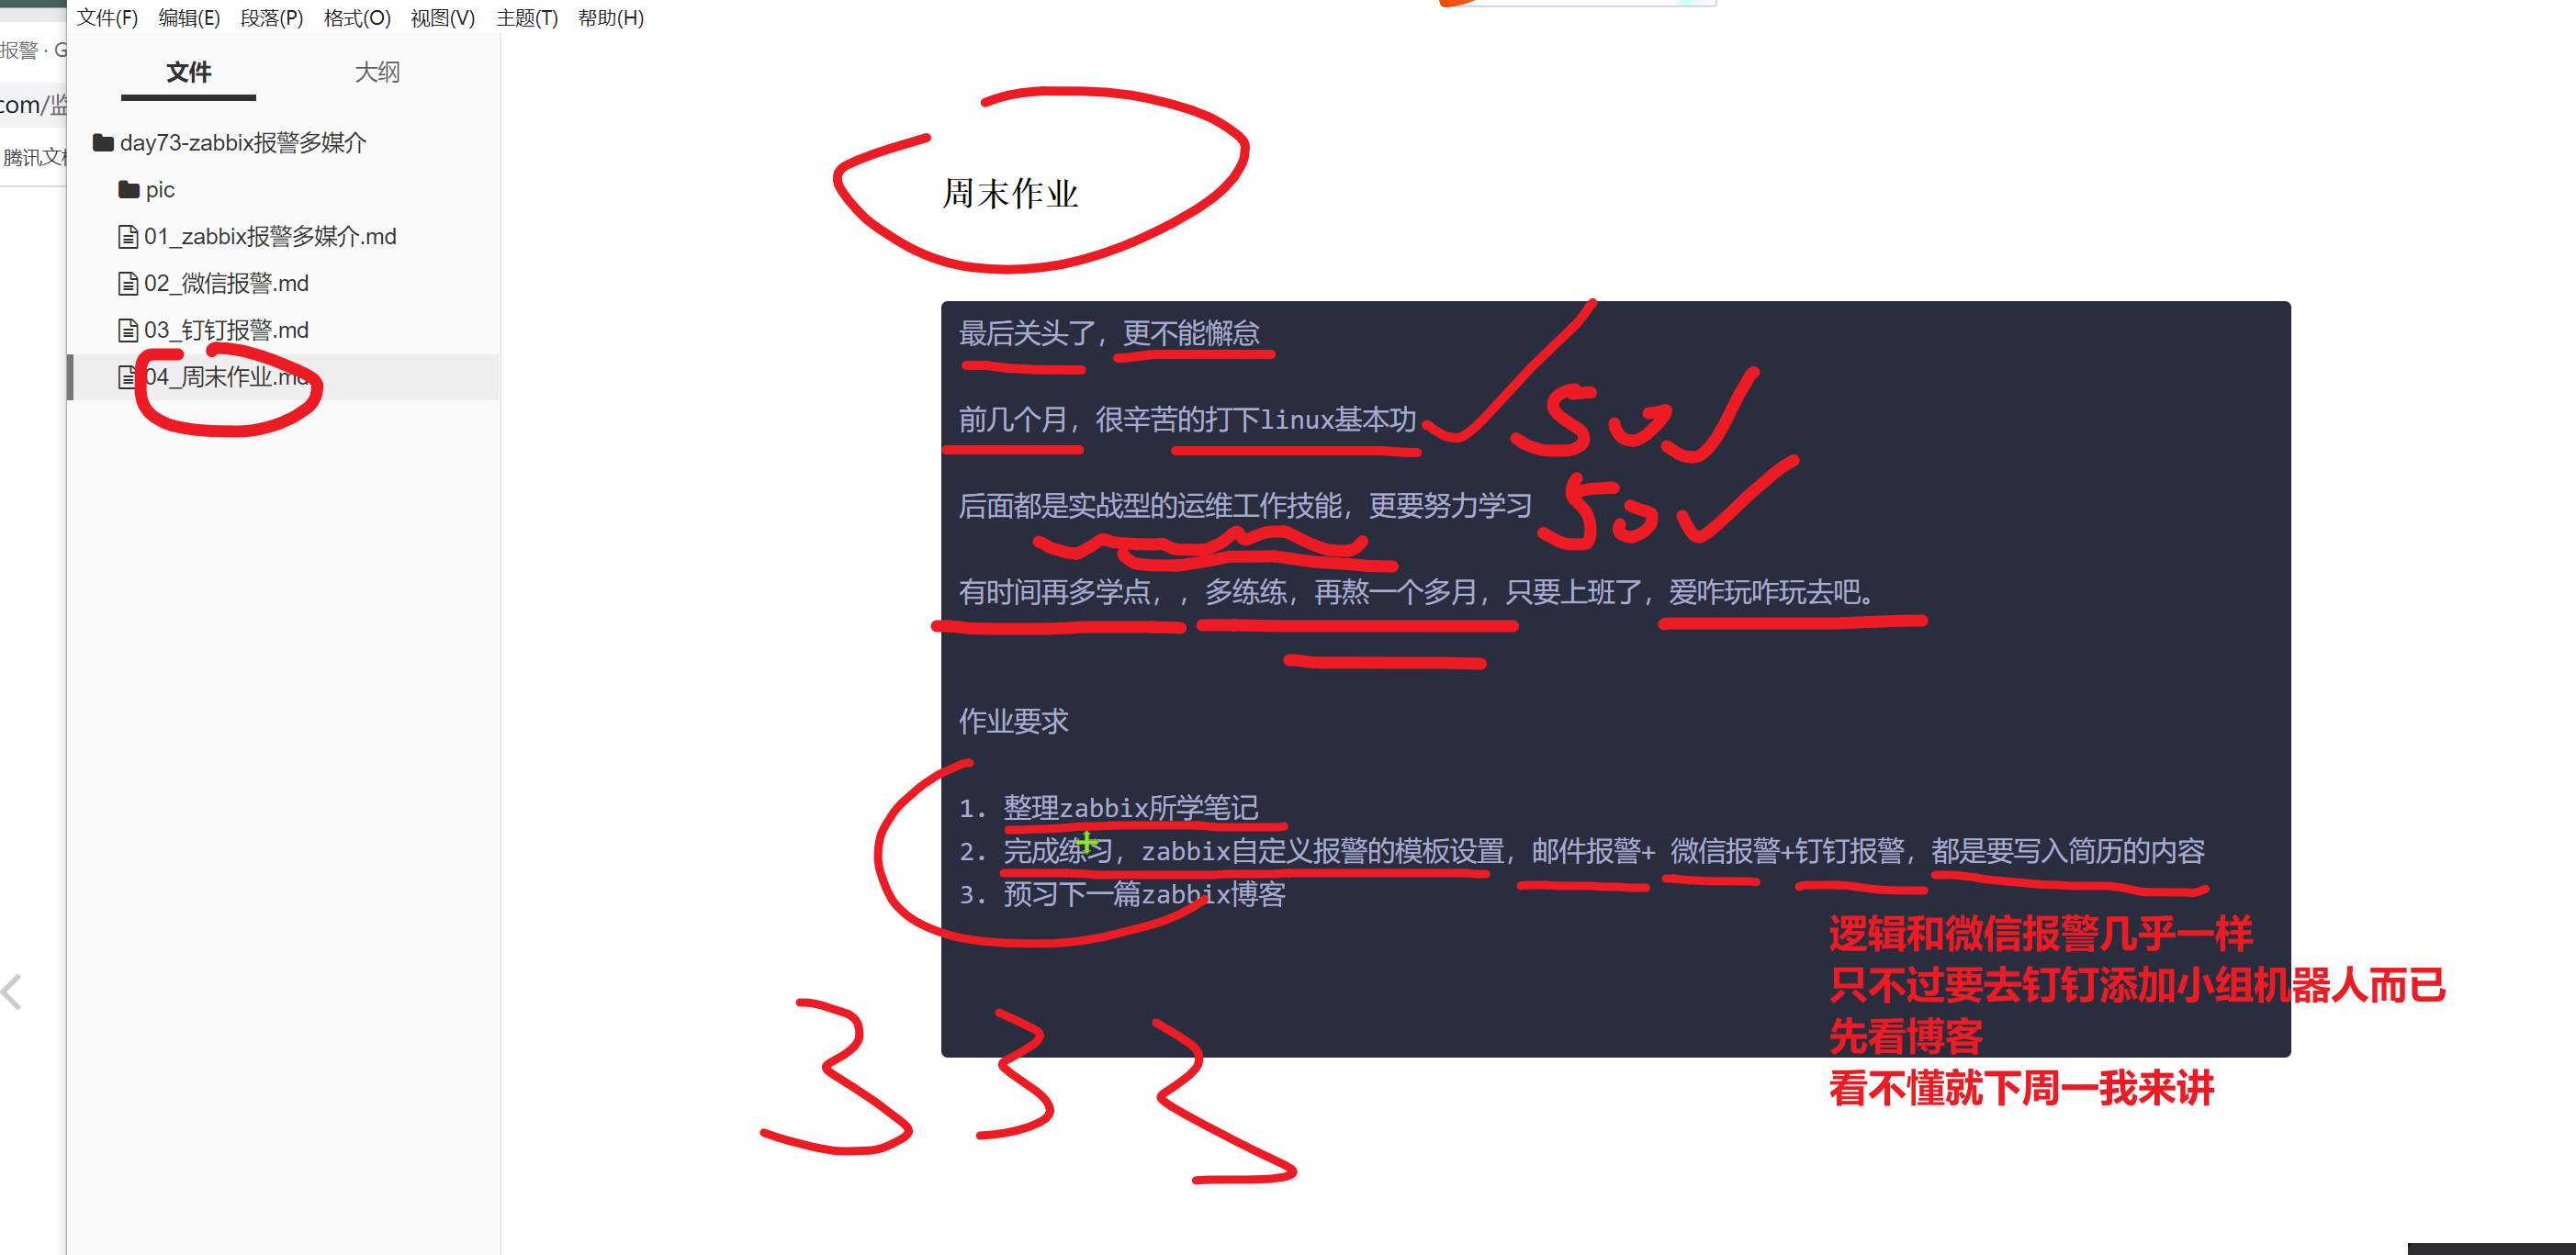 文件(F) 编辑(E) 段落(P) 格式(O) 视图(V) 主题(T) 帮助(H)
报警 · G
com/监
腾讯文
文件 大纲
day73-zabbix报警多媒介
pic
01_zabbix报警多媒介.md
02_微信报警.md
03_钉钉报警.md
04_周末作业.md
周末作业
最后关头了，更不能懈怠
前几个月，很辛苦的打下linux基本功
50
后面都是实战型的运维工作技能，更要努力学习
50
有时间再多学点，，多练练，再熬一个多月，只要上班了，爱咋玩咋玩去吧。
作业要求
1. 整理zabbix所学笔记
2. 完成练习，zabbix自定义报警的模板设置，邮件报警+ 微信报警+钉钉报警，都是要写入简历的内容
3. 预习下一篇zabbix博客
逻辑和微信报警几乎一样
只不过要去钉钉添加小组机器人而已
先看博客
看不懂就下周一我来讲
3 3 3